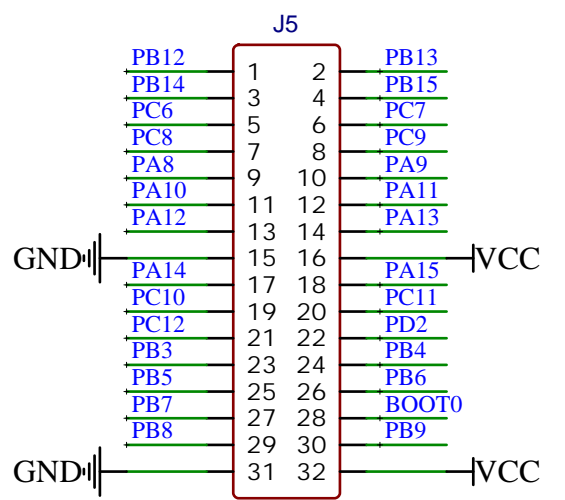 J5
PB12 1 2 PB13
PB14 3 4 PB15
PC6 5 6 PC7
PC8 7 8 PC9
PA8 9 10 PA9
PA10 11 12 PA11
PA12 13 14 PA13
GND 15 16 VCC
PA14 17 18 PA15
PC10 19 20 PC11
PC12 21 22 PD2
PB3 23 24 PB4
PB5 25 26 PB6
PB7 27 28 BOOT0
PB8 29 30 PB9
GND 31 32 VCC